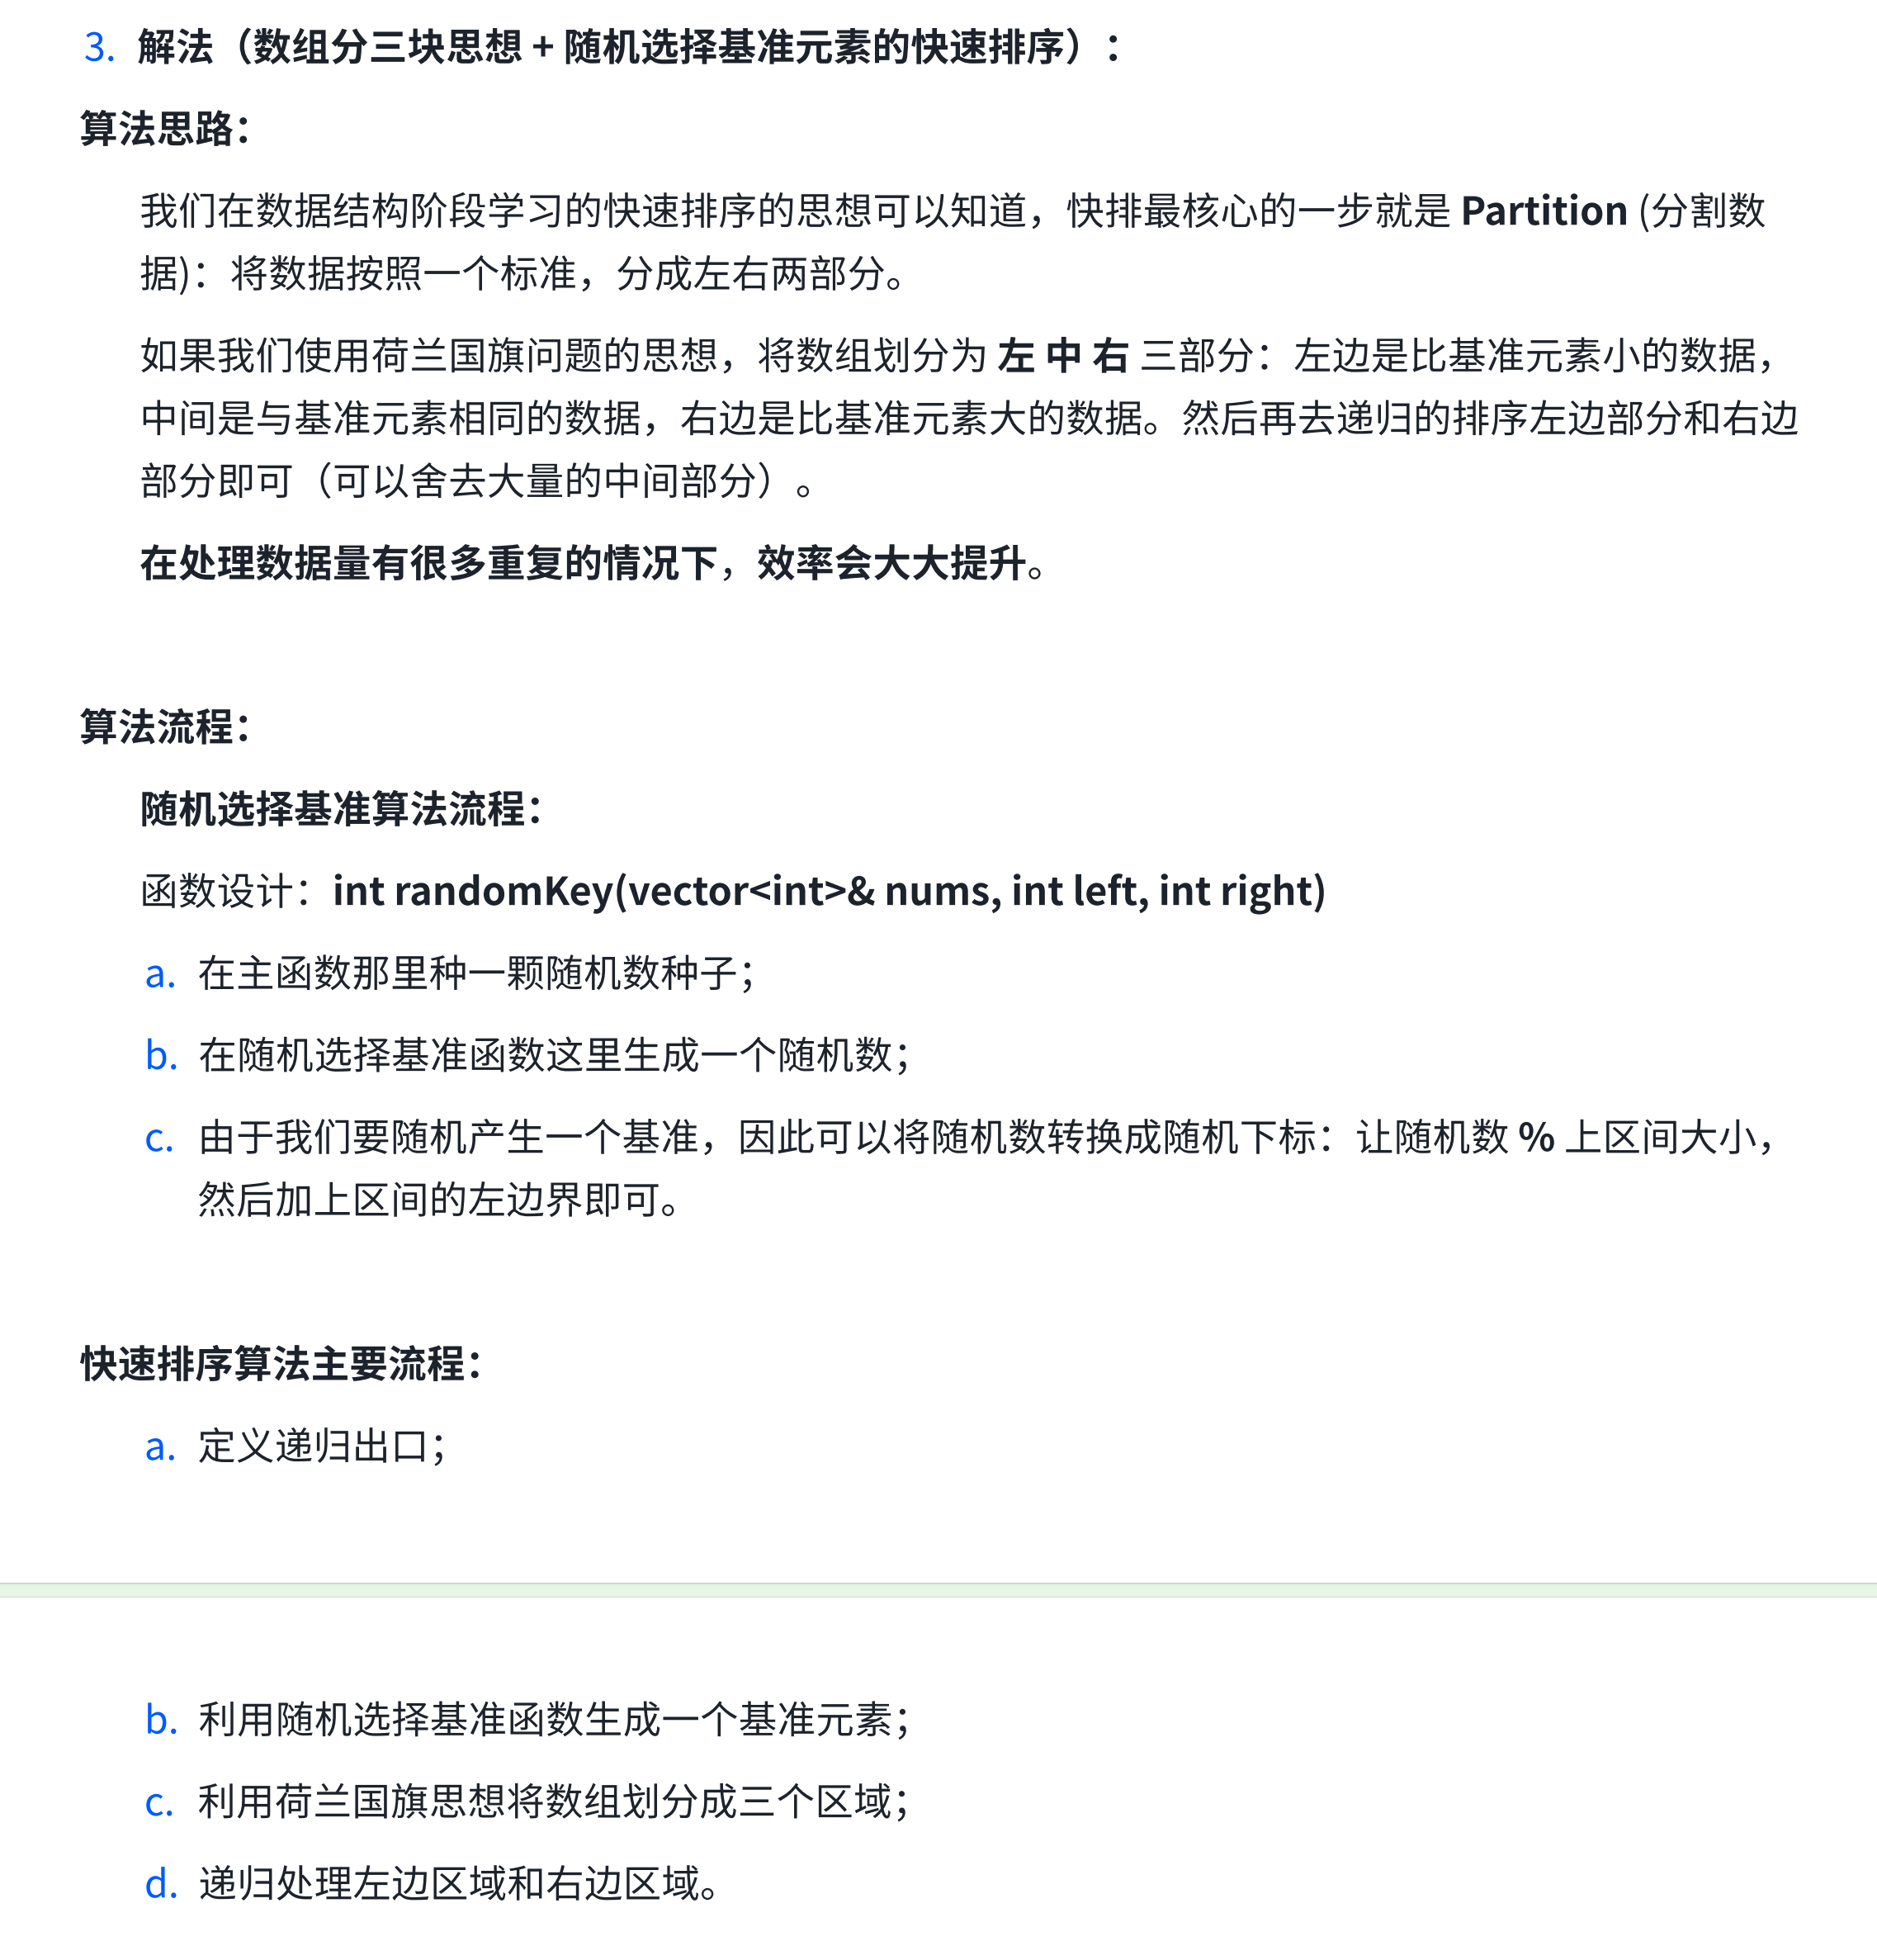 3. 解法（数组分三块思想 + 随机选择基准元素的快速排序）：
算法思路：
我们在数据结构阶段学习的快速排序的思想可以知道，快排最核心的一步就是 Partition (分割数
据)：将数据按照一个标准，分成左右两部分。
如果我们使用荷兰国旗问题的思想，将数组划分为 左 中 右 三部分：左边是比基准元素小的数据，
中间是与基准元素相同的数据，右边是比基准元素大的数据。然后再去递归的排序左边部分和右边
部分即可（可以舍去大量的中间部分）。
在处理数据量有很多重复的情况下，效率会大大提升。
算法流程：
随机选择基准算法流程：
函数设计：int randomKey(vector<int>& nums, int left, int right)
a. 在主函数那里种一颗随机数种子；
b. 在随机选择基准函数这里生成一个随机数；
c. 由于我们要随机产生一个基准，因此可以将随机数转换成随机下标：让随机数 % 上区间大小，
然后加上区间的左边界即可。
快速排序算法主要流程：
a. 定义递归出口；
b. 利用随机选择基准函数生成一个基准元素；
c. 利用荷兰国旗思想将数组划分成三个区域；
d. 递归处理左边区域和右边区域。